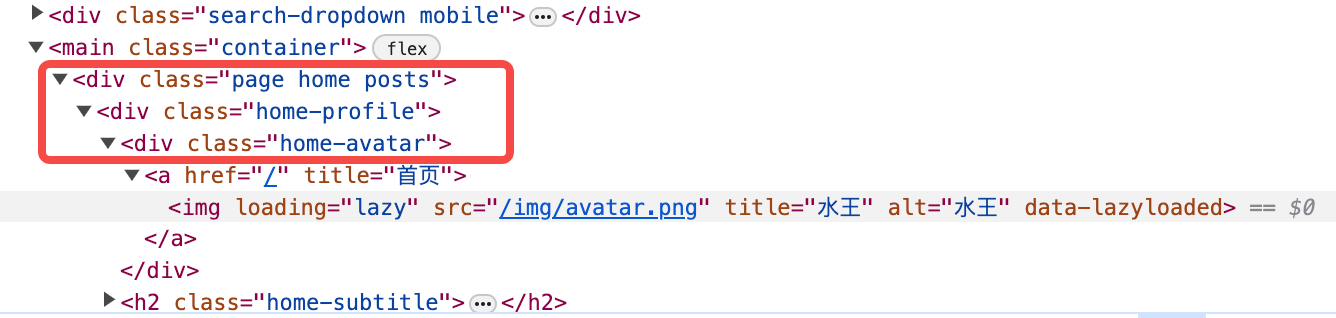 <div class="search-dropdown mobile">…</div>
<main class="container"> flex
<div class="page home posts">
<div class="home-profile">
<div class="home-avatar">
<a href="/" title="首页">
<img loading="lazy" src="/img/avatar.png" title="水王" alt="水王" data-lazyloaded> == $0
</a>
</div>
<h2 class="home-subtitle">…</h2>